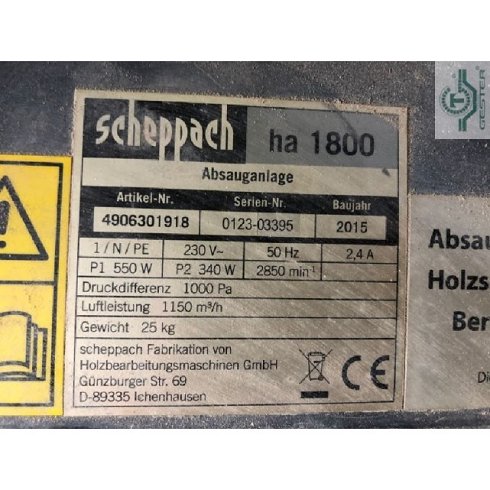 scheppach ha 1800
Absauganlage
Artikel-Nr. Serien-Nr. Baujahr
4906301918 0123-03395 2015
1/N/PE 230 V~ 50 Hz 2,4 A
P1 550 W P2 340 W 2850 min⁻¹
Druckdifferenz 1000 Pa
Luftleistung 1150 m³/h
Gewicht 25 kg
scheppach Fabrikation von
Holzbearbeitungsmaschinen GmbH
Günzburger Str. 69
D-89335 Ichenhausen
CE
Absau
Holzs
Ber
Di
GESTER